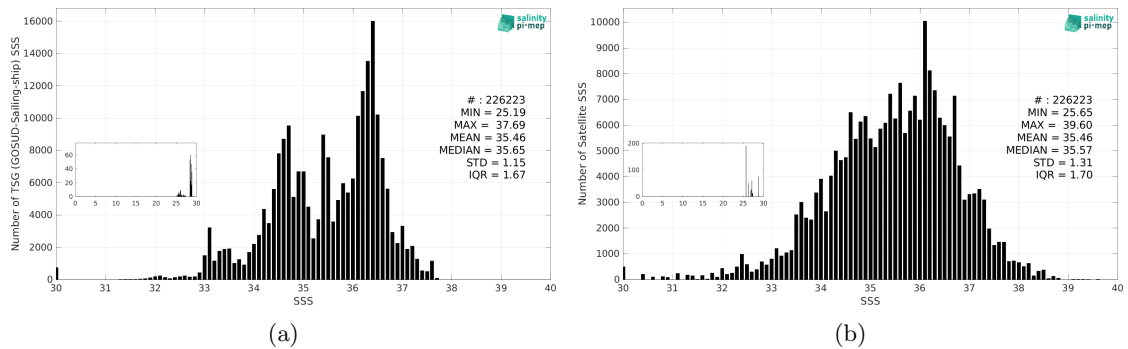 salinity
pi-mep
Number of TSG (GOSUD-Sailing-ship) SSS
16000
14000
12000
10000
8000
6000
4000
2000
0
# : 226223
MIN = 25.19
MAX = 37.69
MEAN = 35.46
MEDIAN = 35.65
STD = 1.15
IQR = 1.67
60
40
20
0
0 5 10 15 20 25 30
30 31 32 33 34 35 36 37 38 39 40
SSS
(a)
salinity
pi-mep
Number of Satellite SSS
10000
9000
8000
7000
6000
5000
4000
3000
2000
1000
0
# : 226223
MIN = 25.65
MAX = 39.60
MEAN = 35.46
MEDIAN = 35.57
STD = 1.31
IQR = 1.70
200
100
0
0 5 10 15 20 25 30
30 31 32 33 34 35 36 37 38 39 40
SSS
(b)